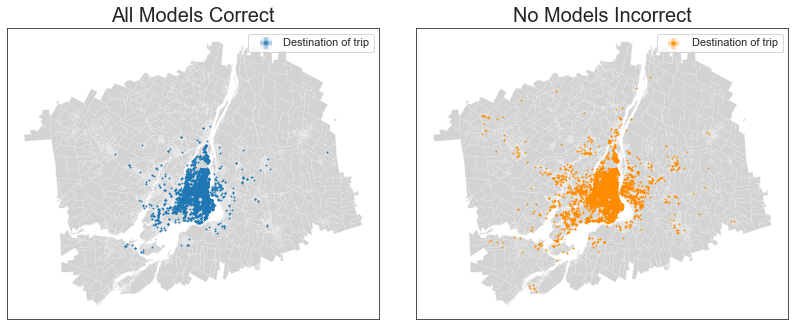 All Models Correct
Destination of trip
No Models Incorrect
Destination of trip